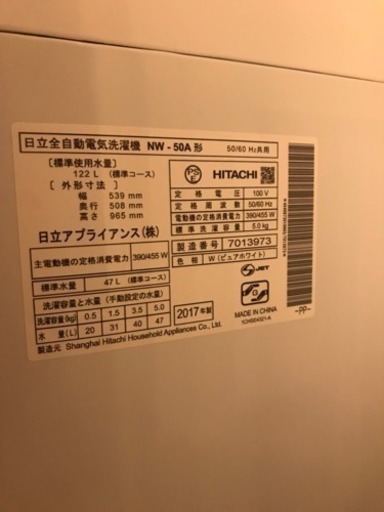 日立全自動電気洗濯機 NW-50A形 50/60 Hz共用
〔標準使用水量〕
122 L (標準コース)
〔外形寸法〕
幅 539 mm
奥行 508 mm
高さ 965 mm
日立アプライアンス(株)
PSE
HITACHI
定格電圧 100 V
定格周波数 50/60 Hz
電動機の定格消費電力 390/455 W
標準洗濯容量 5.0kg
主電動機の定格消費電力 390/455 W
製造番号 7013973
色柄 W (ピュアホワイト)
標準水量 47 L (標準コース)
洗濯容量と水量 (手動設定の水量)
洗濯容量(kg) 0.5 1.5 3.5 5.0
水量(L) 20 31 40 47
2017年製
JET
SG
MADE IN CHINA
製造元 Shanghai Hitachi Household Appliances Co., Ltd.
-PP-